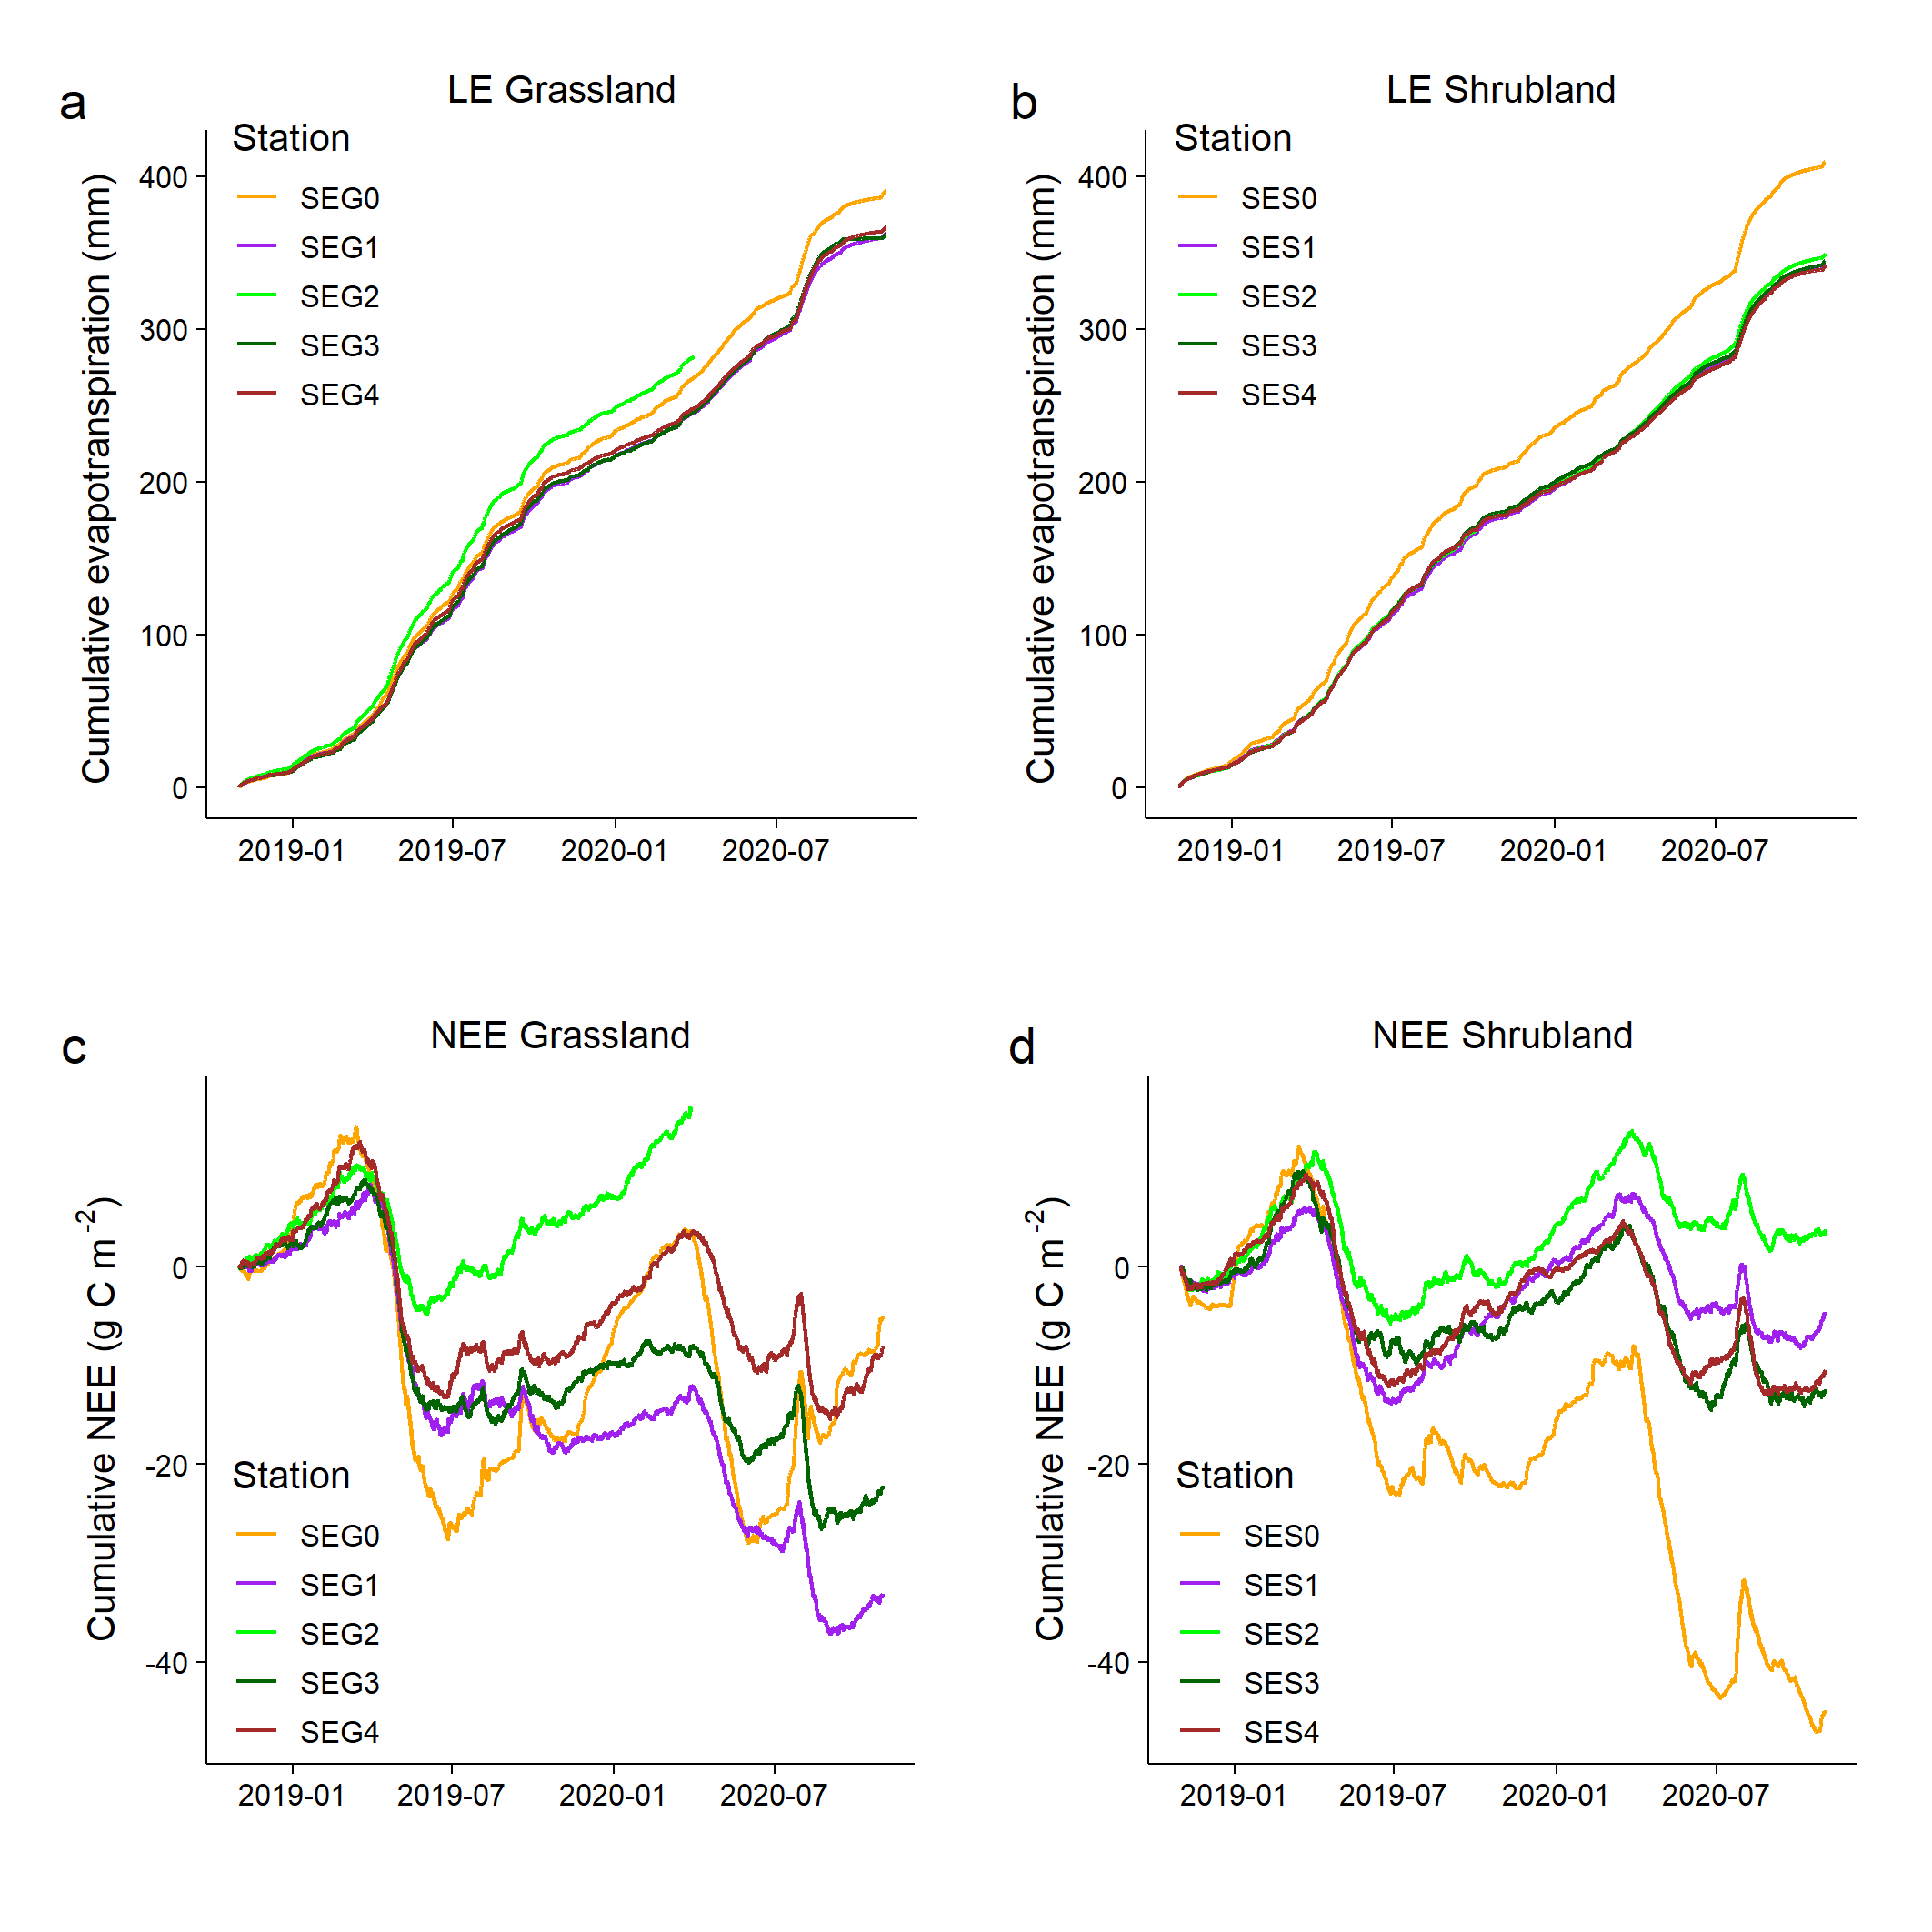 a
LE Grassland
Cumulative evapotranspiration (mm)
400
300
200
100
0
Station
SEG0
SEG1
SEG2
SEG3
SEG4
2019-01
2019-07
2020-01
2020-07
b
LE Shrubland
Cumulative evapotranspiration (mm)
400
300
200
100
0
Station
SES0
SES1
SES2
SES3
SES4
2019-01
2019-07
2020-01
2020-07
c
NEE Grassland
Cumulative NEE (g C m⁻²)
0
-20
-40
Station
SEG0
SEG1
SEG2
SEG3
SEG4
2019-01
2019-07
2020-01
2020-07
d
NEE Shrubland
Cumulative NEE (g C m⁻²)
0
-20
-40
Station
SES0
SES1
SES2
SES3
SES4
2019-01
2019-07
2020-01
2020-07